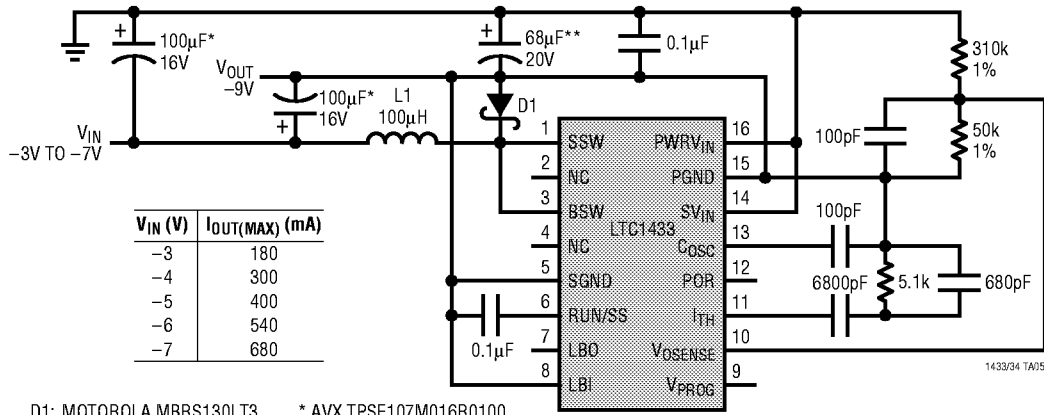 100µF*
16V
68µF**
20V
0.1µF
310k
1%
VOUT
–9V
100µF*
16V
L1
100µH
D1
VIN
–3V TO –7V
100pF
50k
1%
1 SSW PWRVIN 16
2 NC PGND 15
3 BSW SVIN 14
LTC1433
4 NC COSC 13
5 SGND POR 12
6 RUN/SS ITH 11
7 LBO VOSENSE 10
8 LBI VPROG 9
100pF
6800pF
5.1k
680pF
0.1µF
VIN (V) IOUT(MAX) (mA)
–3 180
–4 300
–5 400
–6 540
–7 680
1433/34 TA05
D1: MOTOROLA MBRS130LT3 * AVX TPSE107M016R0100